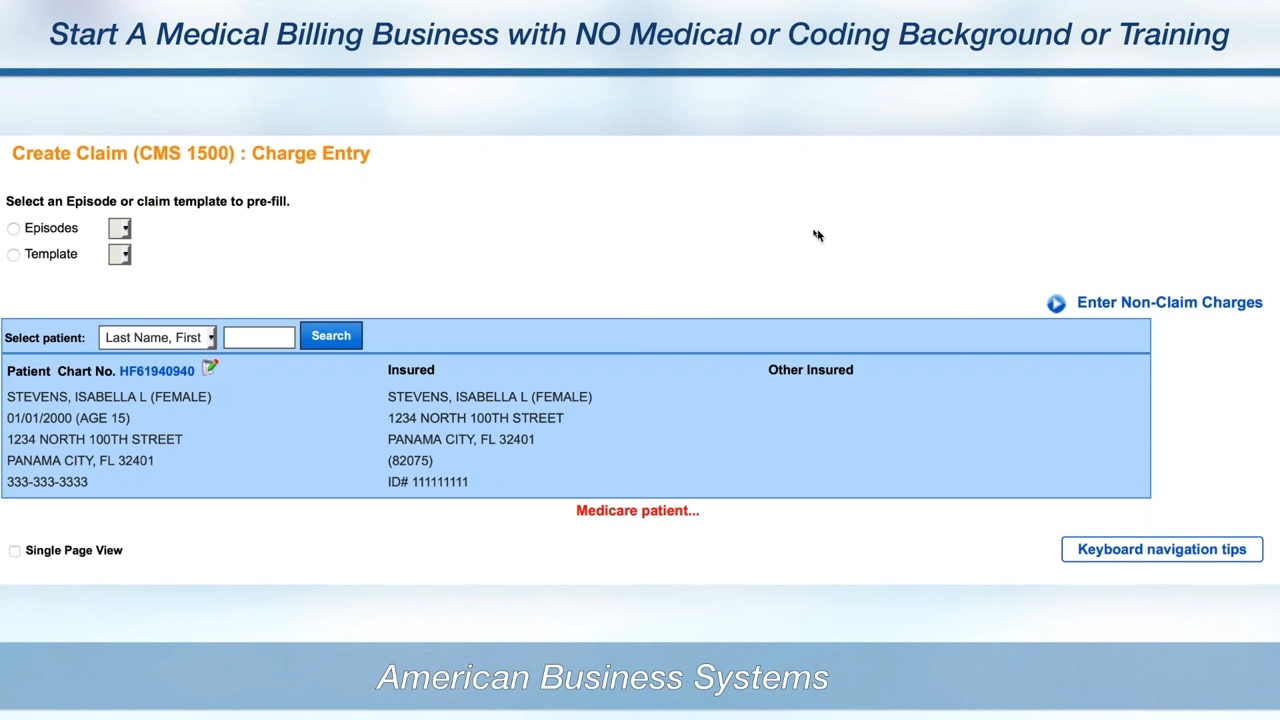 Start A Medical Billing Business with NO Medical or Coding Background or Training
Create Claim (CMS 1500) : Charge Entry
Select an Episode or claim template to pre-fill.
Episodes
Template
Enter Non-Claim Charges
Select patient: Last Name, First Search
Patient Chart No. HF61940940 Insured Other Insured
STEVENS, ISABELLA L (FEMALE) STEVENS, ISABELLA L (FEMALE)
01/01/2000 (AGE 15) 1234 NORTH 100TH STREET
1234 NORTH 100TH STREET PANAMA CITY, FL 32401
PANAMA CITY, FL 32401 (82075)
333-333-3333 ID# 111111111
Medicare patient...
Single Page View Keyboard navigation tips
American Business Systems